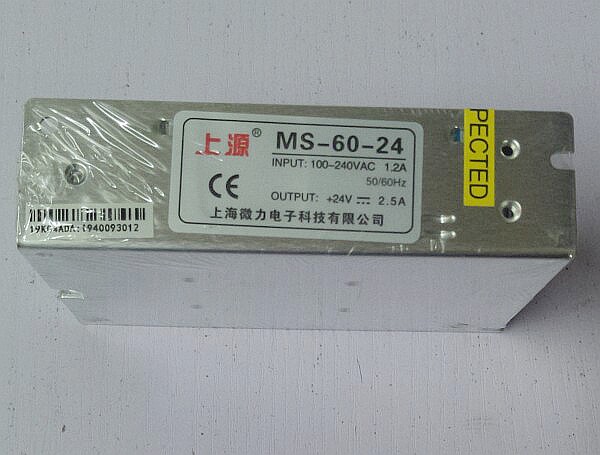 上源® MS-60-24
INPUT: 100-240VAC 1.2A
50/60Hz
CE
OUTPUT: +24V ⎓ 2.5A
上海微力电子科技有限公司
PECTED